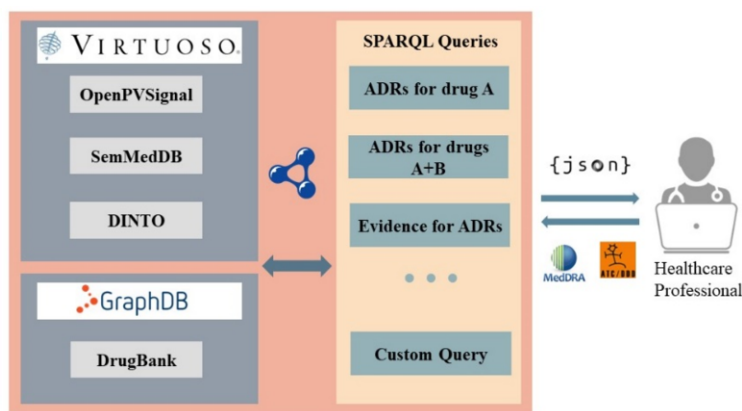 VIRTUOSO
OpenPVSignal
SemMedDB
DINTO
GraphDB
DrugBank
SPARQL Queries
ADRs for drug A
ADRs for drugs
A+B
Evidence for ADRs
Custom Query
{json}
MedDRA
ATC/DDD
Healthcare
Professional